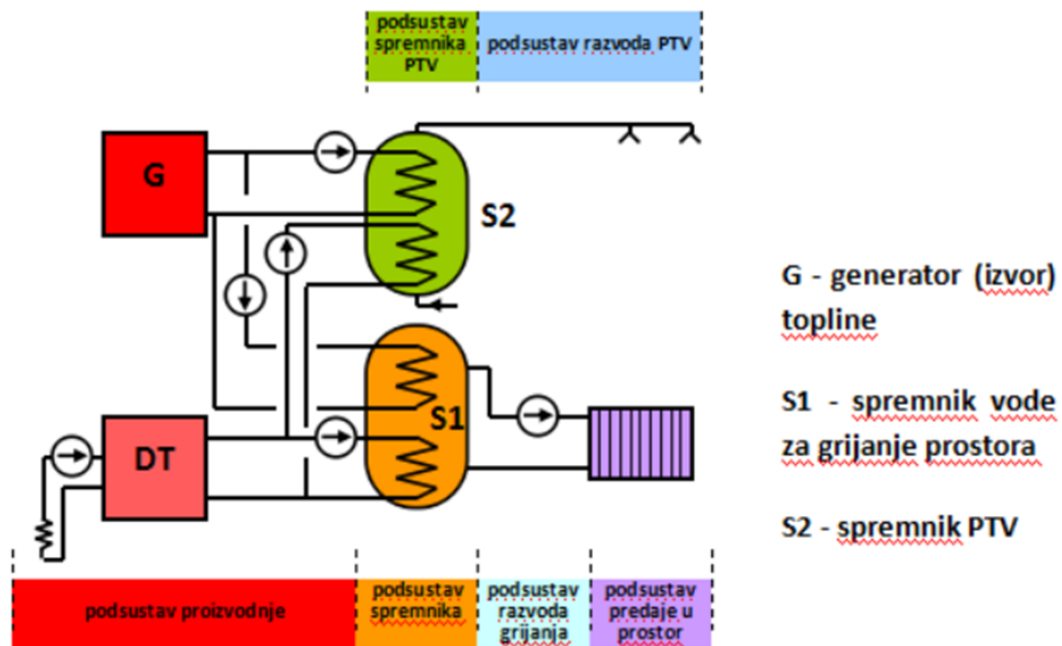 podsustav
spremnika
PTV
podsustav razvoda PTV
G
S2
G - generator (izvor)
topline
S1
S1 - spremnik vode
za grijanje prostora
DT
S2 - spremnik PTV
podsustav proizvodnje
podsustav
spremnika
podsustav
razvoda
grijanja
podsustav
predaje u
prostor